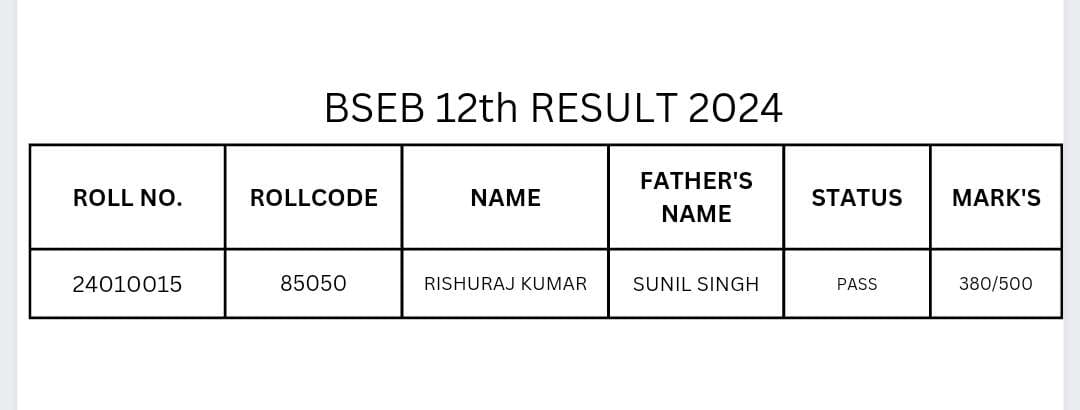 BSEB 12th RESULT 2024
ROLL NO. ROLLCODE NAME FATHER'S NAME STATUS MARK'S
24010015 85050 RISHURAJ KUMAR SUNIL SINGH PASS 380/500